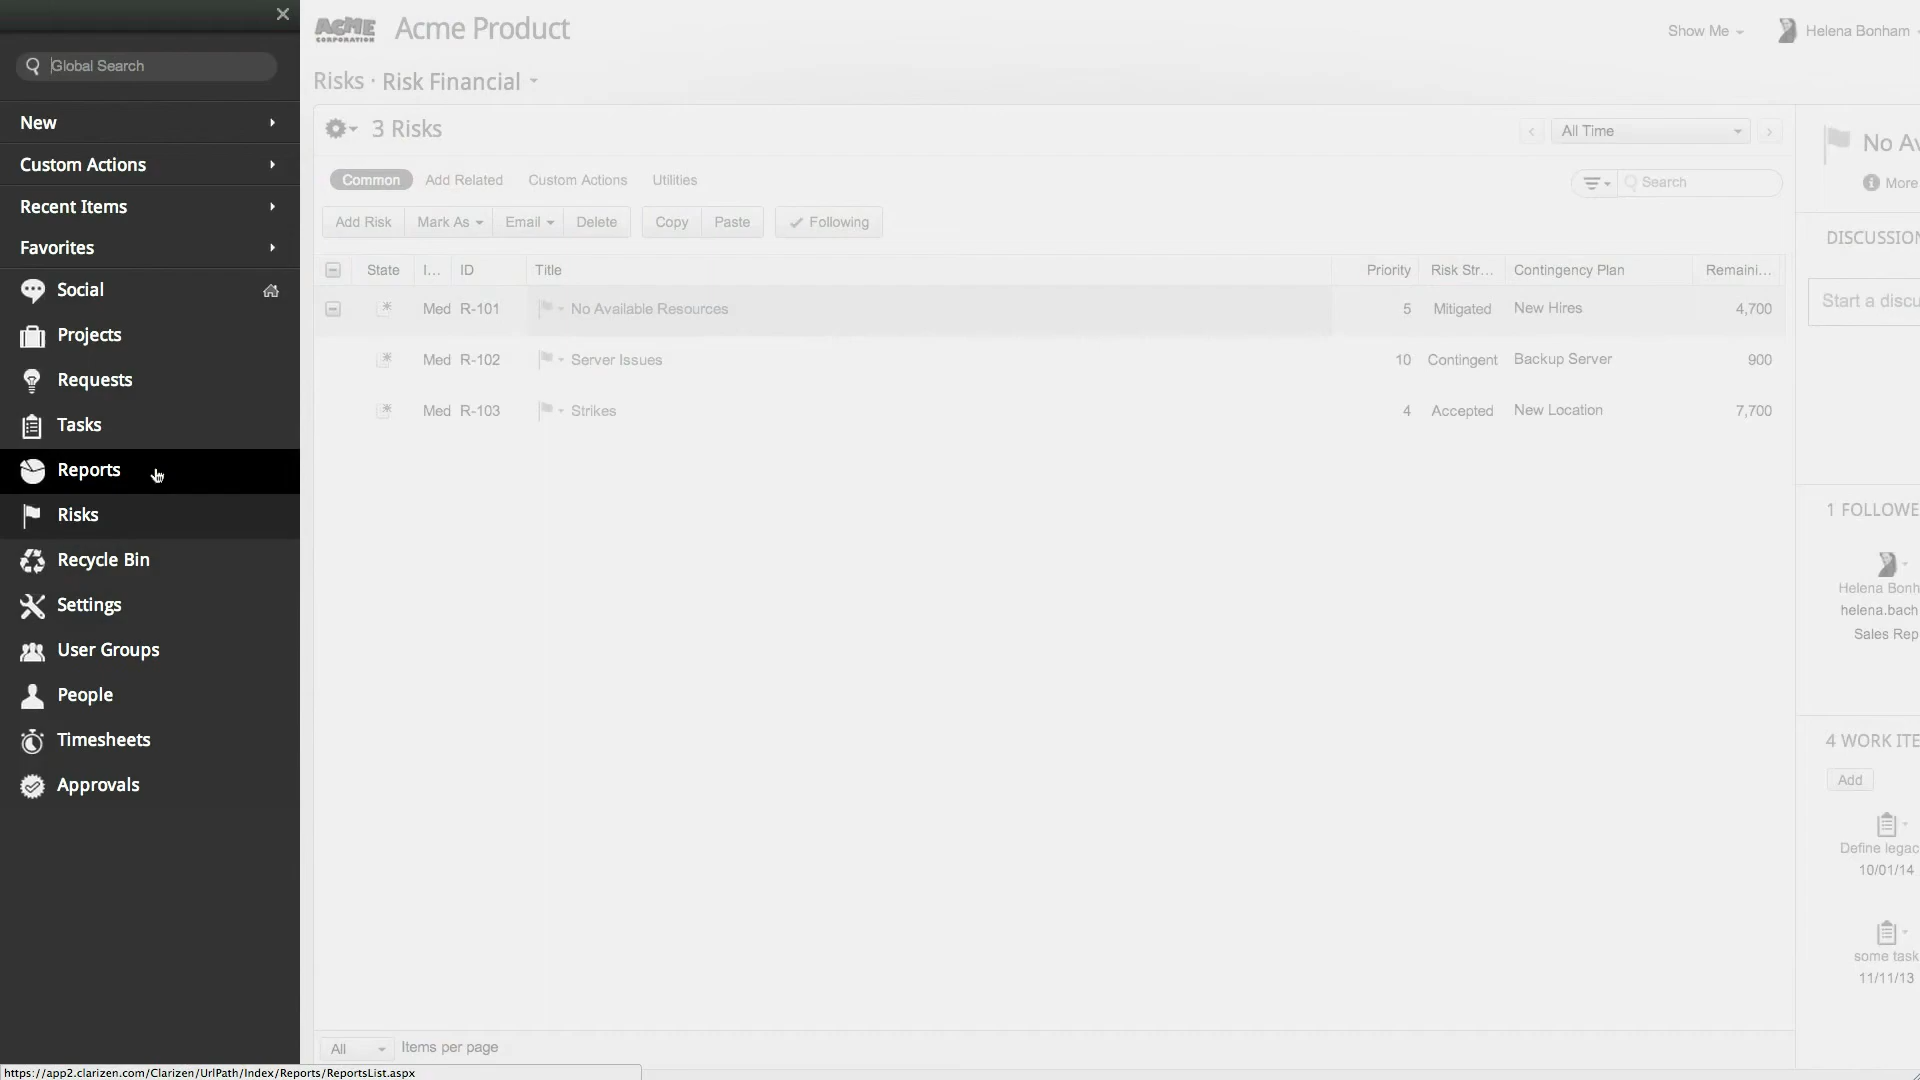 ACME
CORPORATION
Acme Product
Show Me
Helena Bonham
Global Search
Risks · Risk Financial
New
Custom Actions
Recent Items
Favorites
Social
Projects
Requests
Tasks
Reports
Risks
Recycle Bin
Settings
User Groups
People
Timesheets
Approvals
3 Risks
All Time
Common Add Related Custom Actions Utilities
Search
Add Risk Mark As Email Delete Copy Paste Following
State I... ID Title Priority Risk Str... Contingency Plan Remaini...
Med R-101 No Available Resources 5 Mitigated New Hires 4,700
Med R-102 Server Issues 10 Contingent Backup Server 900
Med R-103 Strikes 4 Accepted New Location 7,700
All Items per page
No Av
More
DISCUSSION
Start a discu
1 FOLLOWE
Helena Bonh
helena.bach
Sales Rep
4 WORK ITE
Add
Define legac
10/01/14
some task
11/11/13
https://app2.clarizen.com/Clarizen/UrlPath/Index/Reports/ReportsList.aspx